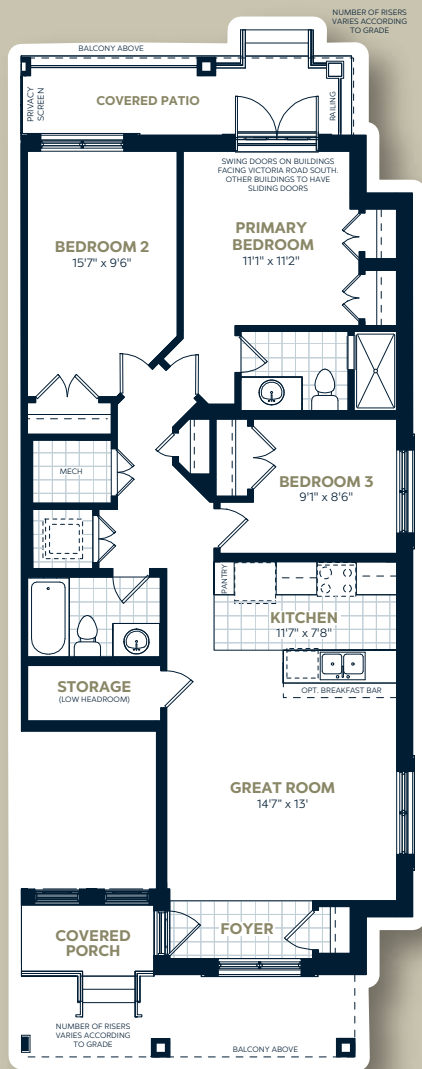 NUMBER OF RISERS
VARIES ACCORDING
TO GRADE
BALCONY ABOVE
PRIVACY
SCREEN
COVERED PATIO
RAILING
SWING DOORS ON BUILDINGS
FACING VICTORIA ROAD SOUTH.
OTHER BUILDINGS TO HAVE
SLIDING DOORS
BEDROOM 2
15'7" x 9'6"
PRIMARY
BEDROOM
11'1" x 11'2"
MECH
BEDROOM 3
9'1" x 8'6"
PANTRY
KITCHEN
11'7" x 7'8"
OPT. BREAKFAST BAR
STORAGE
(LOW HEADROOM)
GREAT ROOM
14'7" x 13'
FOYER
COVERED
PORCH
NUMBER OF RISERS
VARIES ACCORDING
TO GRADE
BALCONY ABOVE